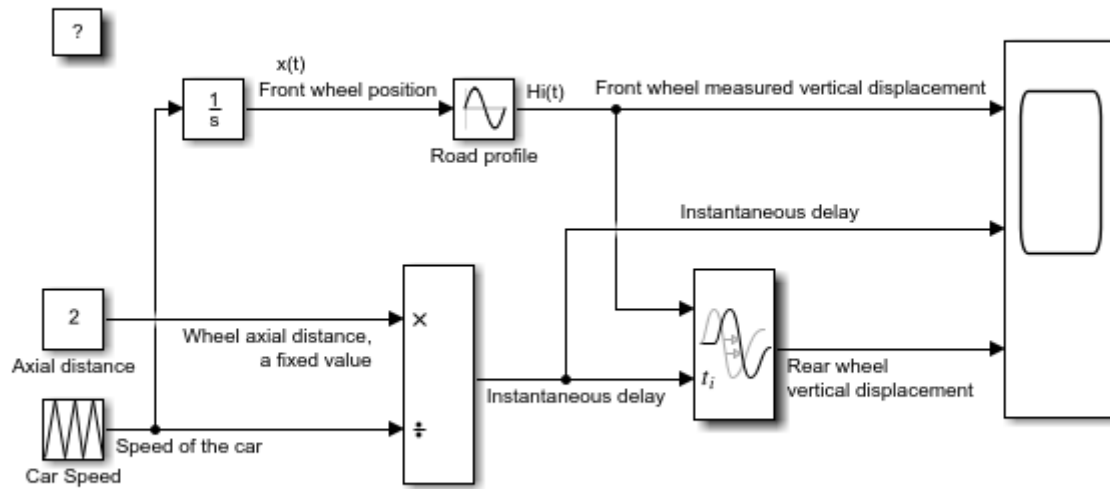 ?
x(t)
Front wheel position
1
s
Hi(t)
Road profile
Front wheel measured vertical displacement
Instantaneous delay
2
Axial distance
Wheel axial distance,
a fixed value
×
÷
Instantaneous delay
t_i
Rear wheel
vertical displacement
Speed of the car
Car Speed